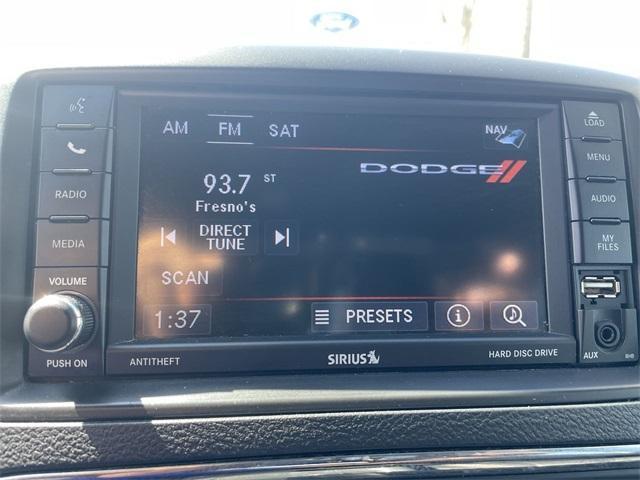 AM FM SAT NAV
DODGE
93.7 ST
Fresno's
DIRECT
TUNE
SCAN
1:37 PRESETS
RADIO
MEDIA
VOLUME
PUSH ON
LOAD
MENU
AUDIO
MY
FILES
AUX
ANTITHEFT
SIRIUS
HARD DISC DRIVE